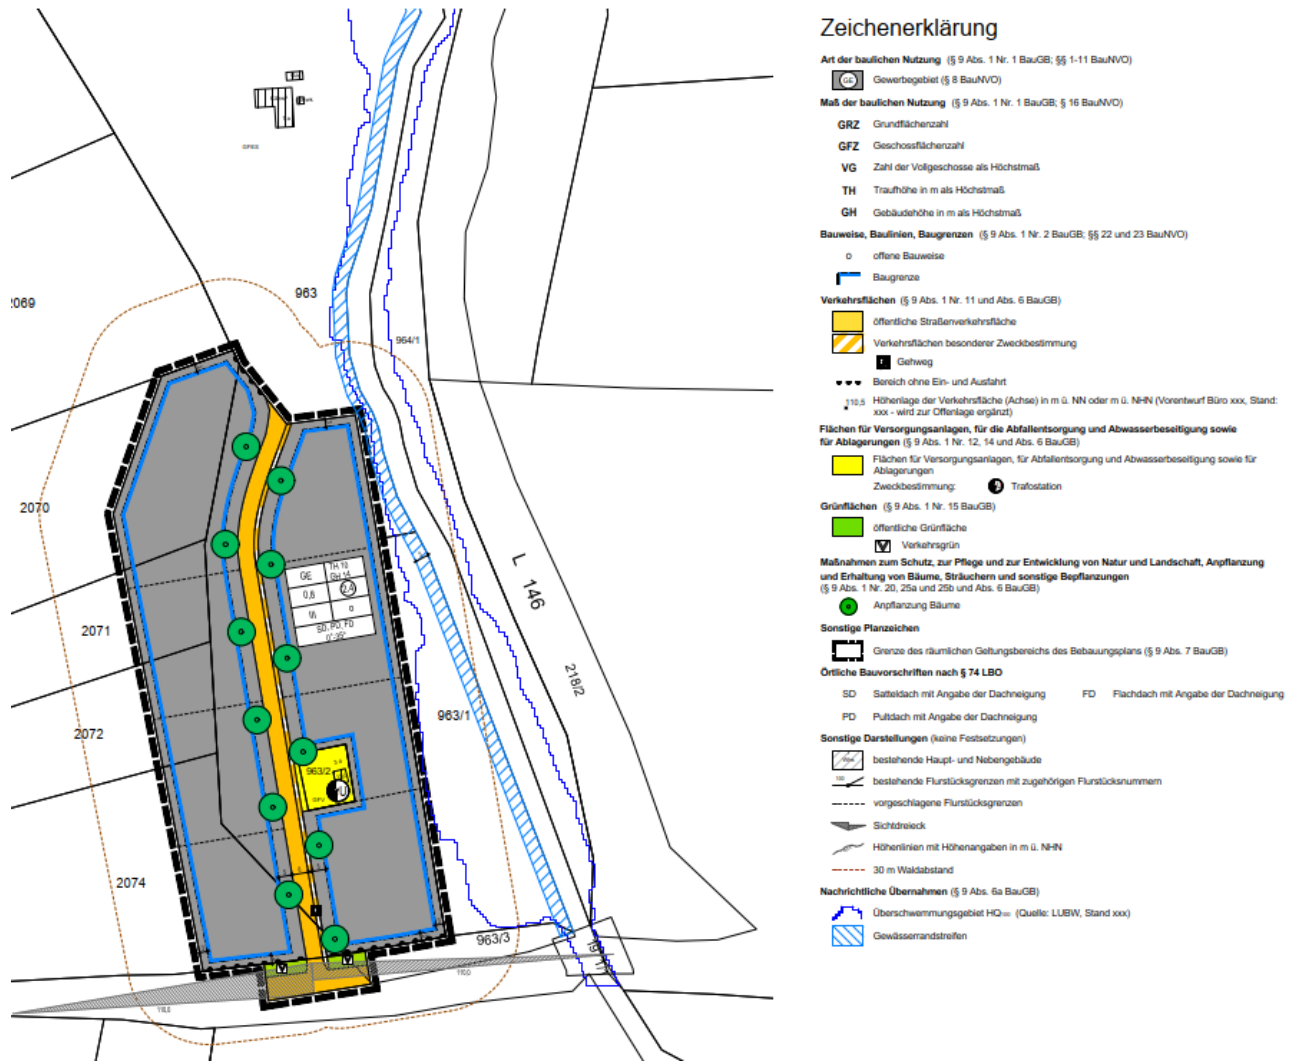 963
2069
964/1
2070
L 146
GE
TH 10
GH 14
0,8
2,4
III
o
SD, PD, FD
0°-35°
2071
218/2
2072
963/1
963/2
2074
963/3
110,0
110,0
Zeichenerklärung
Art der baulichen Nutzung (§ 9 Abs. 1 Nr. 1 BauGB; §§ 1-11 BauNVO)
GE Gewerbegebiet (§ 8 BauNVO)
Maß der baulichen Nutzung (§ 9 Abs. 1 Nr. 1 BauGB; § 16 BauNVO)
GRZ Grundflächenzahl
GFZ Geschossflächenzahl
VG Zahl der Vollgeschosse als Höchstmaß
TH Traufhöhe in m als Höchstmaß
GH Gebäudehöhe in m als Höchstmaß
Bauweise, Baulinien, Baugrenzen (§ 9 Abs. 1 Nr. 2 BauGB; §§ 22 und 23 BauNVO)
o offene Bauweise
Baugrenze
Verkehrsflächen (§ 9 Abs. 1 Nr. 11 und Abs. 6 BauGB)
öffentliche Straßenverkehrsfläche
Verkehrsflächen besonderer Zweckbestimmung
Gehweg
Bereich ohne Ein- und Ausfahrt
110,5 Höhenlage der Verkehrsfläche (Achse) in m ü. NN oder m ü. NHN (Vorentwurf Büro xxx, Stand:
xxx - wird zur Offenlage ergänzt)
Flächen für Versorgungsanlagen, für die Abfallentsorgung und Abwasserbeseitigung sowie
für Ablagerungen (§ 9 Abs. 1 Nr. 12, 14 und Abs. 6 BauGB)
Flächen für Versorgungsanlagen, für Abfallentsorgung und Abwasserbeseitigung sowie für
Ablagerungen
Zweckbestimmung: Trafostation
Grünflächen (§ 9 Abs. 1 Nr. 15 BauGB)
öffentliche Grünfläche
V Verkehrsgrün
Maßnahmen zum Schutz, zur Pflege und zur Entwicklung von Natur und Landschaft, Anpflanzung
und Erhaltung von Bäume, Sträuchern und sonstige Bepflanzungen
(§ 9 Abs. 1 Nr. 20, 25a und 25b und Abs. 6 BauGB)
Anpflanzung Bäume
Sonstige Planzeichen
Grenze des räumlichen Geltungsbereichs des Bebauungsplans (§ 9 Abs. 7 BauGB)
Örtliche Bauvorschriften nach § 74 LBO
SD Satteldach mit Angabe der Dachneigung FD Flachdach mit Angabe der Dachneigung
PD Pultdach mit Angabe der Dachneigung
Sonstige Darstellungen (keine Festsetzungen)
bestehende Haupt- und Nebengebäude
bestehende Flurstücksgrenzen mit zugehörigen Flurstücksnummern
vorgeschlagene Flurstücksgrenzen
Sichtdreieck
Höhenlinien mit Höhenangaben in m ü. NHN
30 m Waldabstand
Nachrichtliche Übernahmen (§ 9 Abs. 6a BauGB)
Überschwemmungsgebiet HQ100 (Quelle: LUBW, Stand xxx)
Gewässerrandstreifen